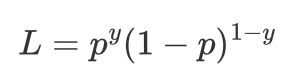 L = p^y(1 − p)^{1−y}